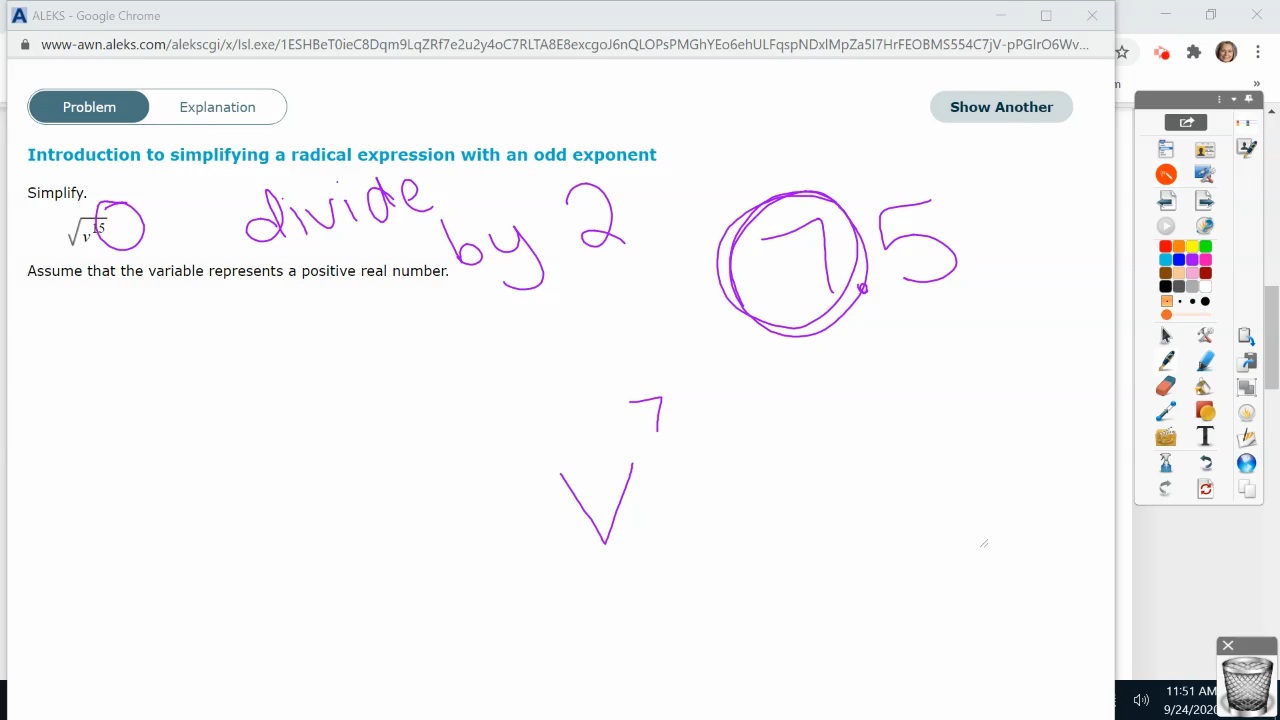 ALEKS - Google Chrome
www-awn.aleks.com/alekscgi/x/lsl.exe/1ESHBeT0ieC8Dqm9LqZRf7e2u2y4oC7RLTA8E8excgoJ6nQLOPsPMGhYEo6ehULFqspNDxlMpZa5I7HrFEOBMS554C7jV-pPGIrO6Wv...
Problem Explanation Show Another
Introduction to simplifying a radical expression with an odd exponent
Simplify.
√v^15
divide
by 2
7.5
Assume that the variable represents a positive real number.
v^7
T
11:51 AM
9/24/2020